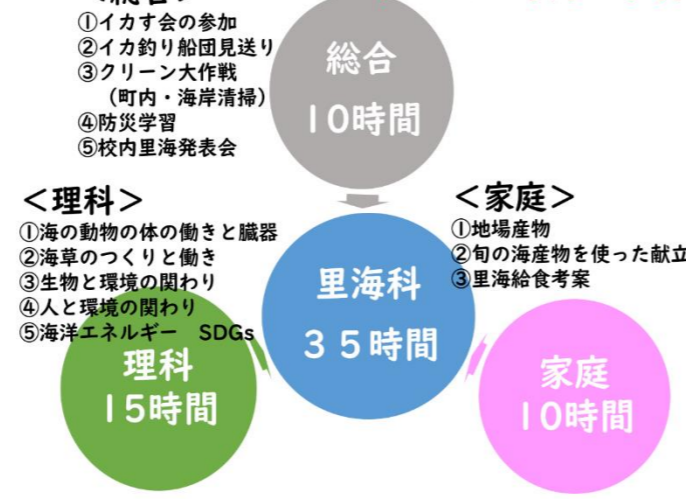 ①イカす会の参加
②イカ釣り船団見送り
③クリーン大作戦
（町内・海岸清掃）
④防災学習
⑤校内里海発表会
総合
10時間
＜理科＞
①海の動物の体の働きと臓器
②海草のつくりと働き
③生物と環境の関わり
④人と環境の関わり
⑤海洋エネルギー　SDGs
＜家庭＞
①地場産物
②旬の海産物を使った献立
③里海給食考案
里海科
３５時間
理科
15時間
家庭
10時間